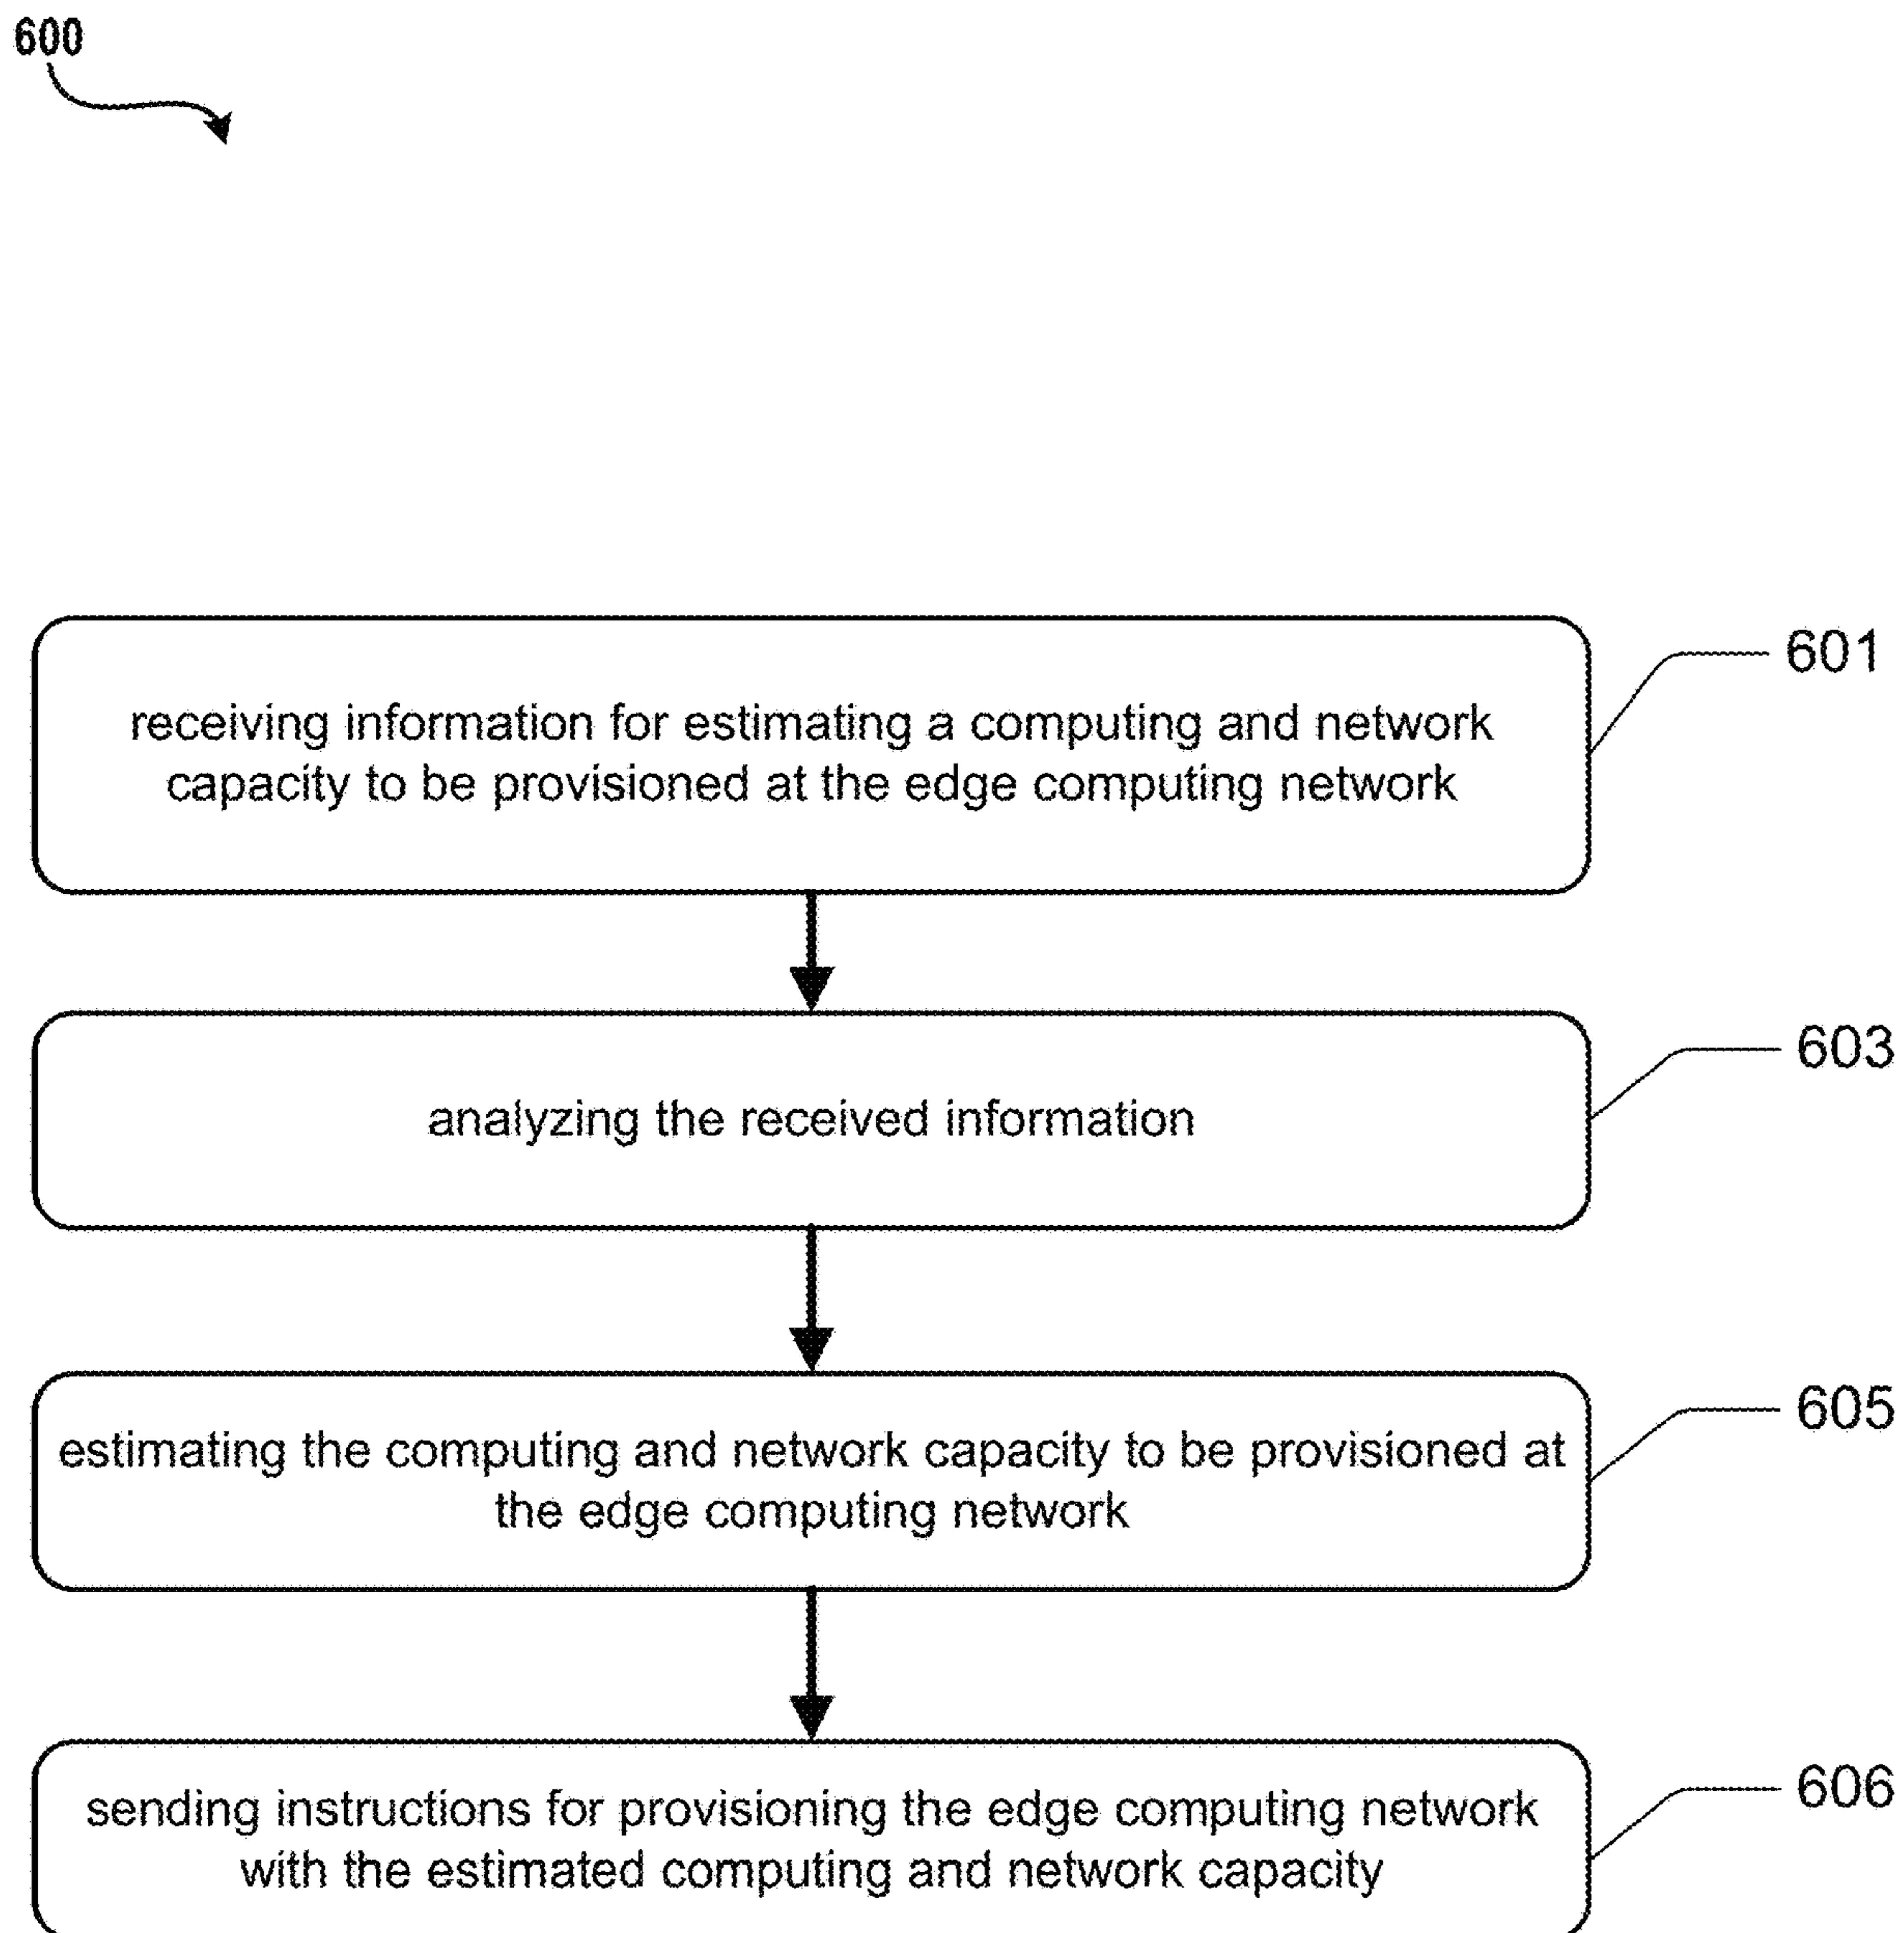 600
receiving information for estimating a computing and network
capacity to be provisioned at the edge computing network
601
analyzing the received information
603
estimating the computing and network capacity to be provisioned at
the edge computing network
605
sending instructions for provisioning the edge computing network
with the estimated computing and network capacity
606